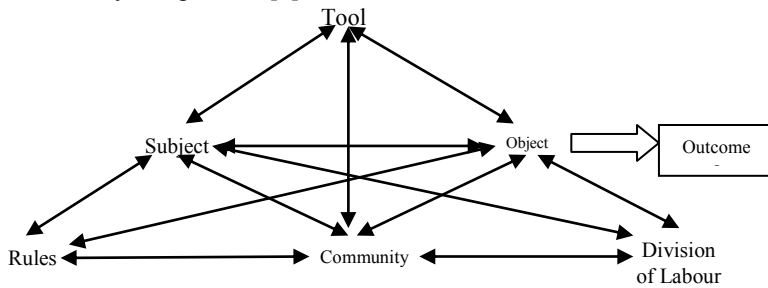 Tool
Subject
Object
Outcome
Rules
Community
Division
of Labour